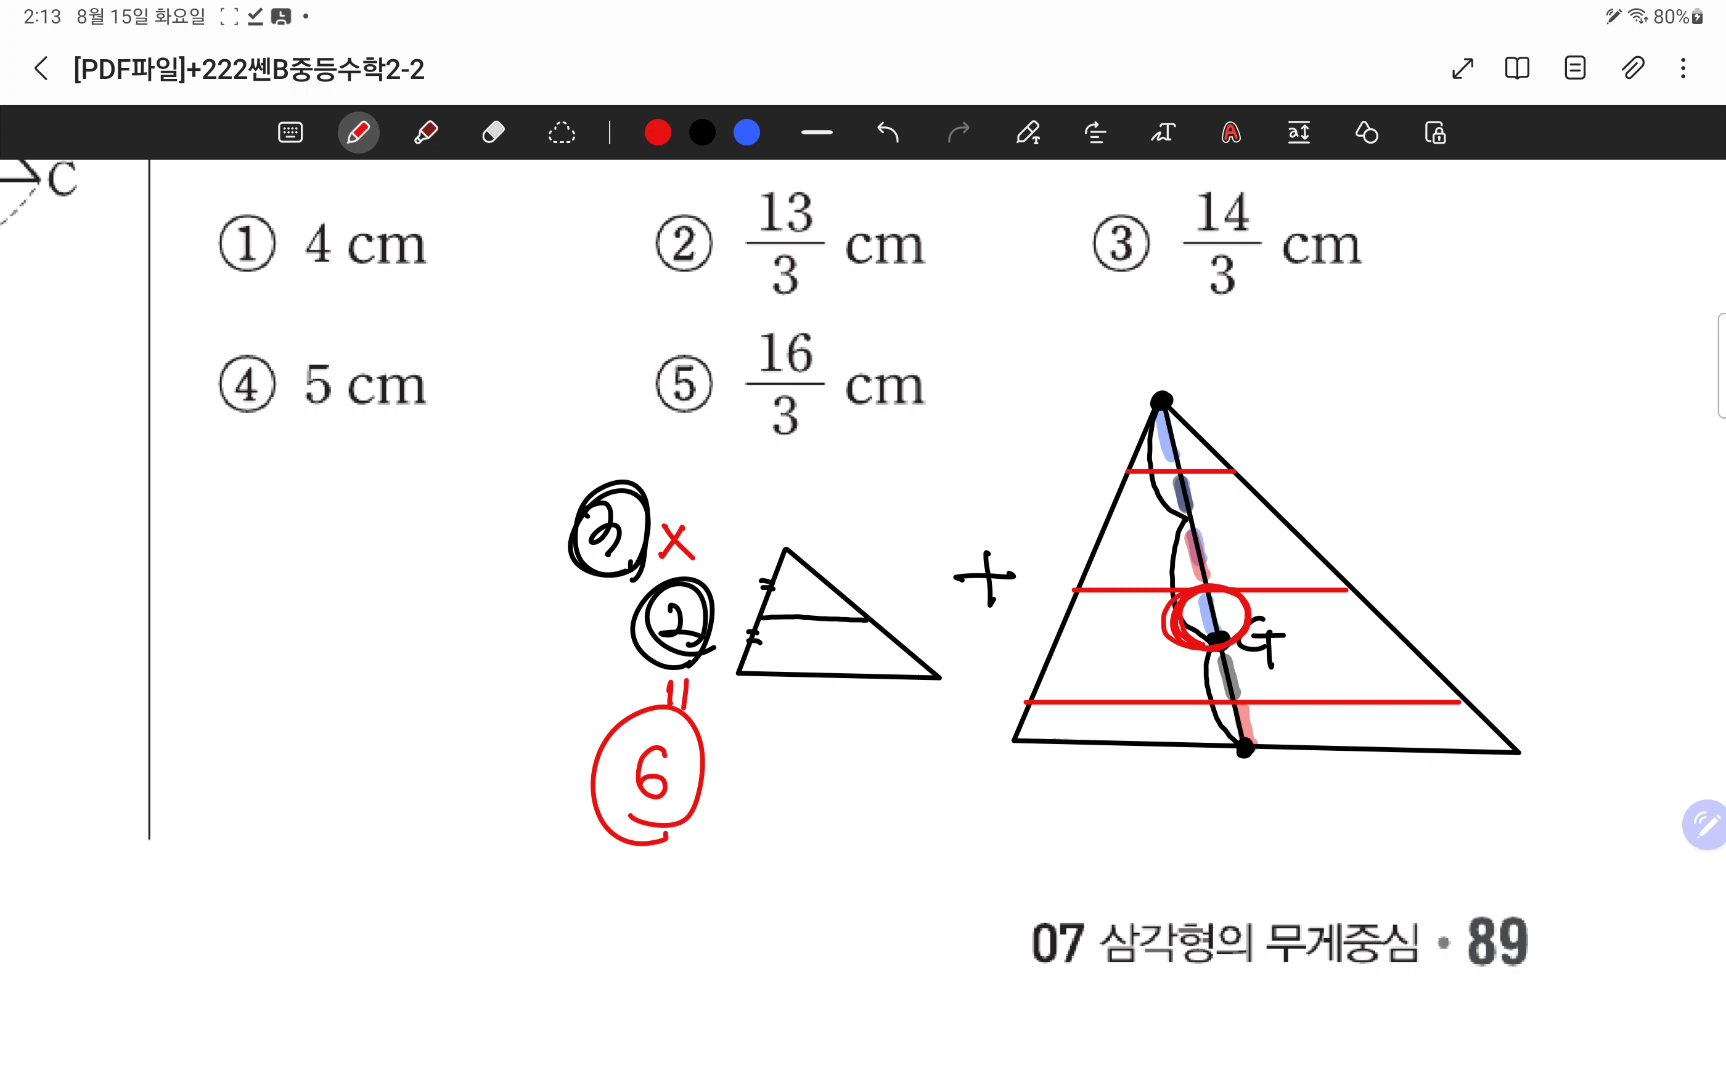 2:13 8월 15일 화요일
80%
[PDF파일]+222쎈B중등수학2-2
C
① 4 cm ② 13/3 cm ③ 14/3 cm
④ 5 cm ⑤ 16/3 cm
3 ×
2 + G
=
6
07 삼각형의 무게중심 • 89